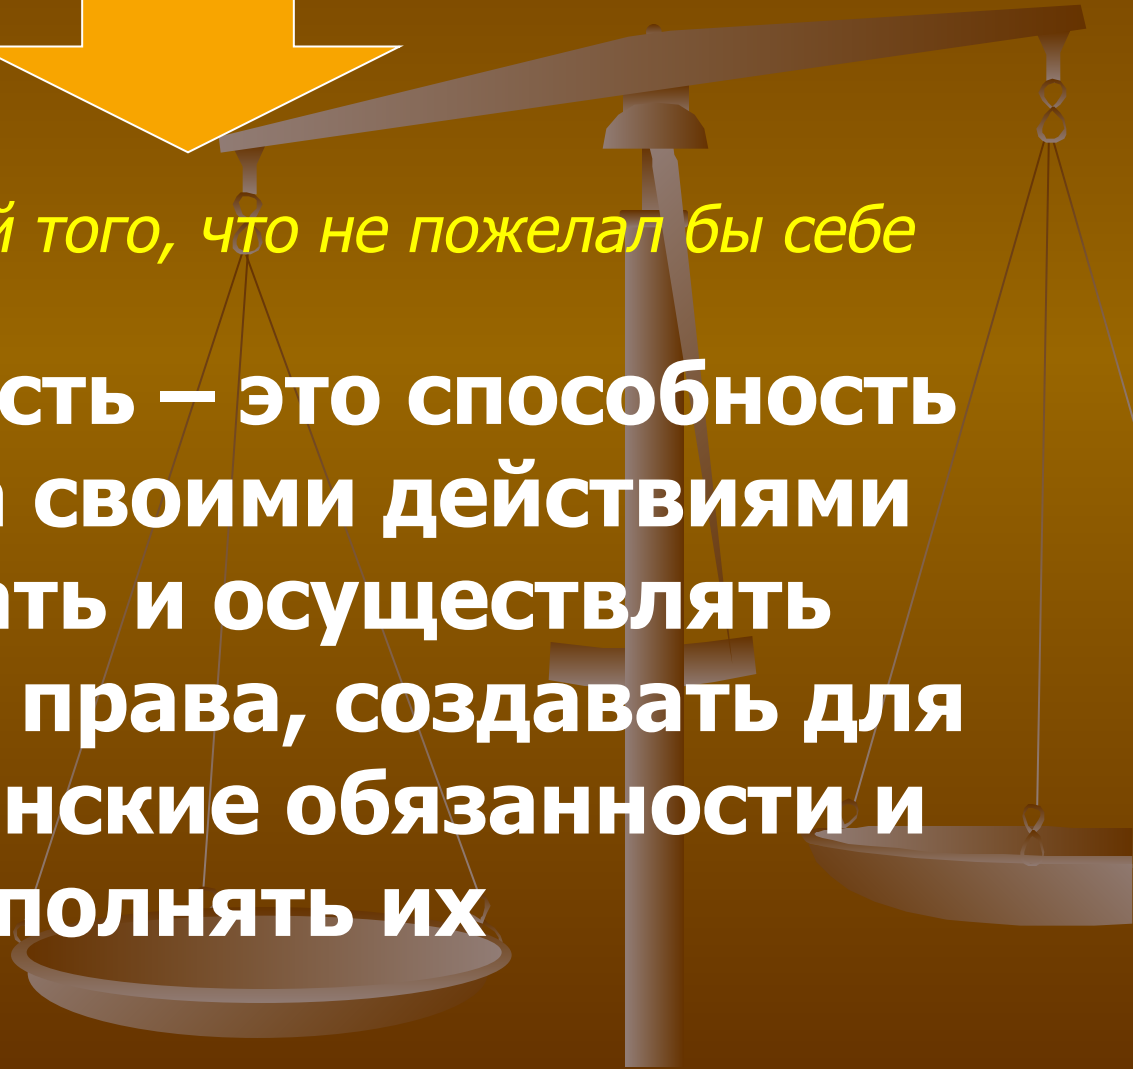 й того, что не пожелал бы себе
сть – это способность
своими действиями
ать и осуществлять
права, создавать для
нские обязанности и
полнять их